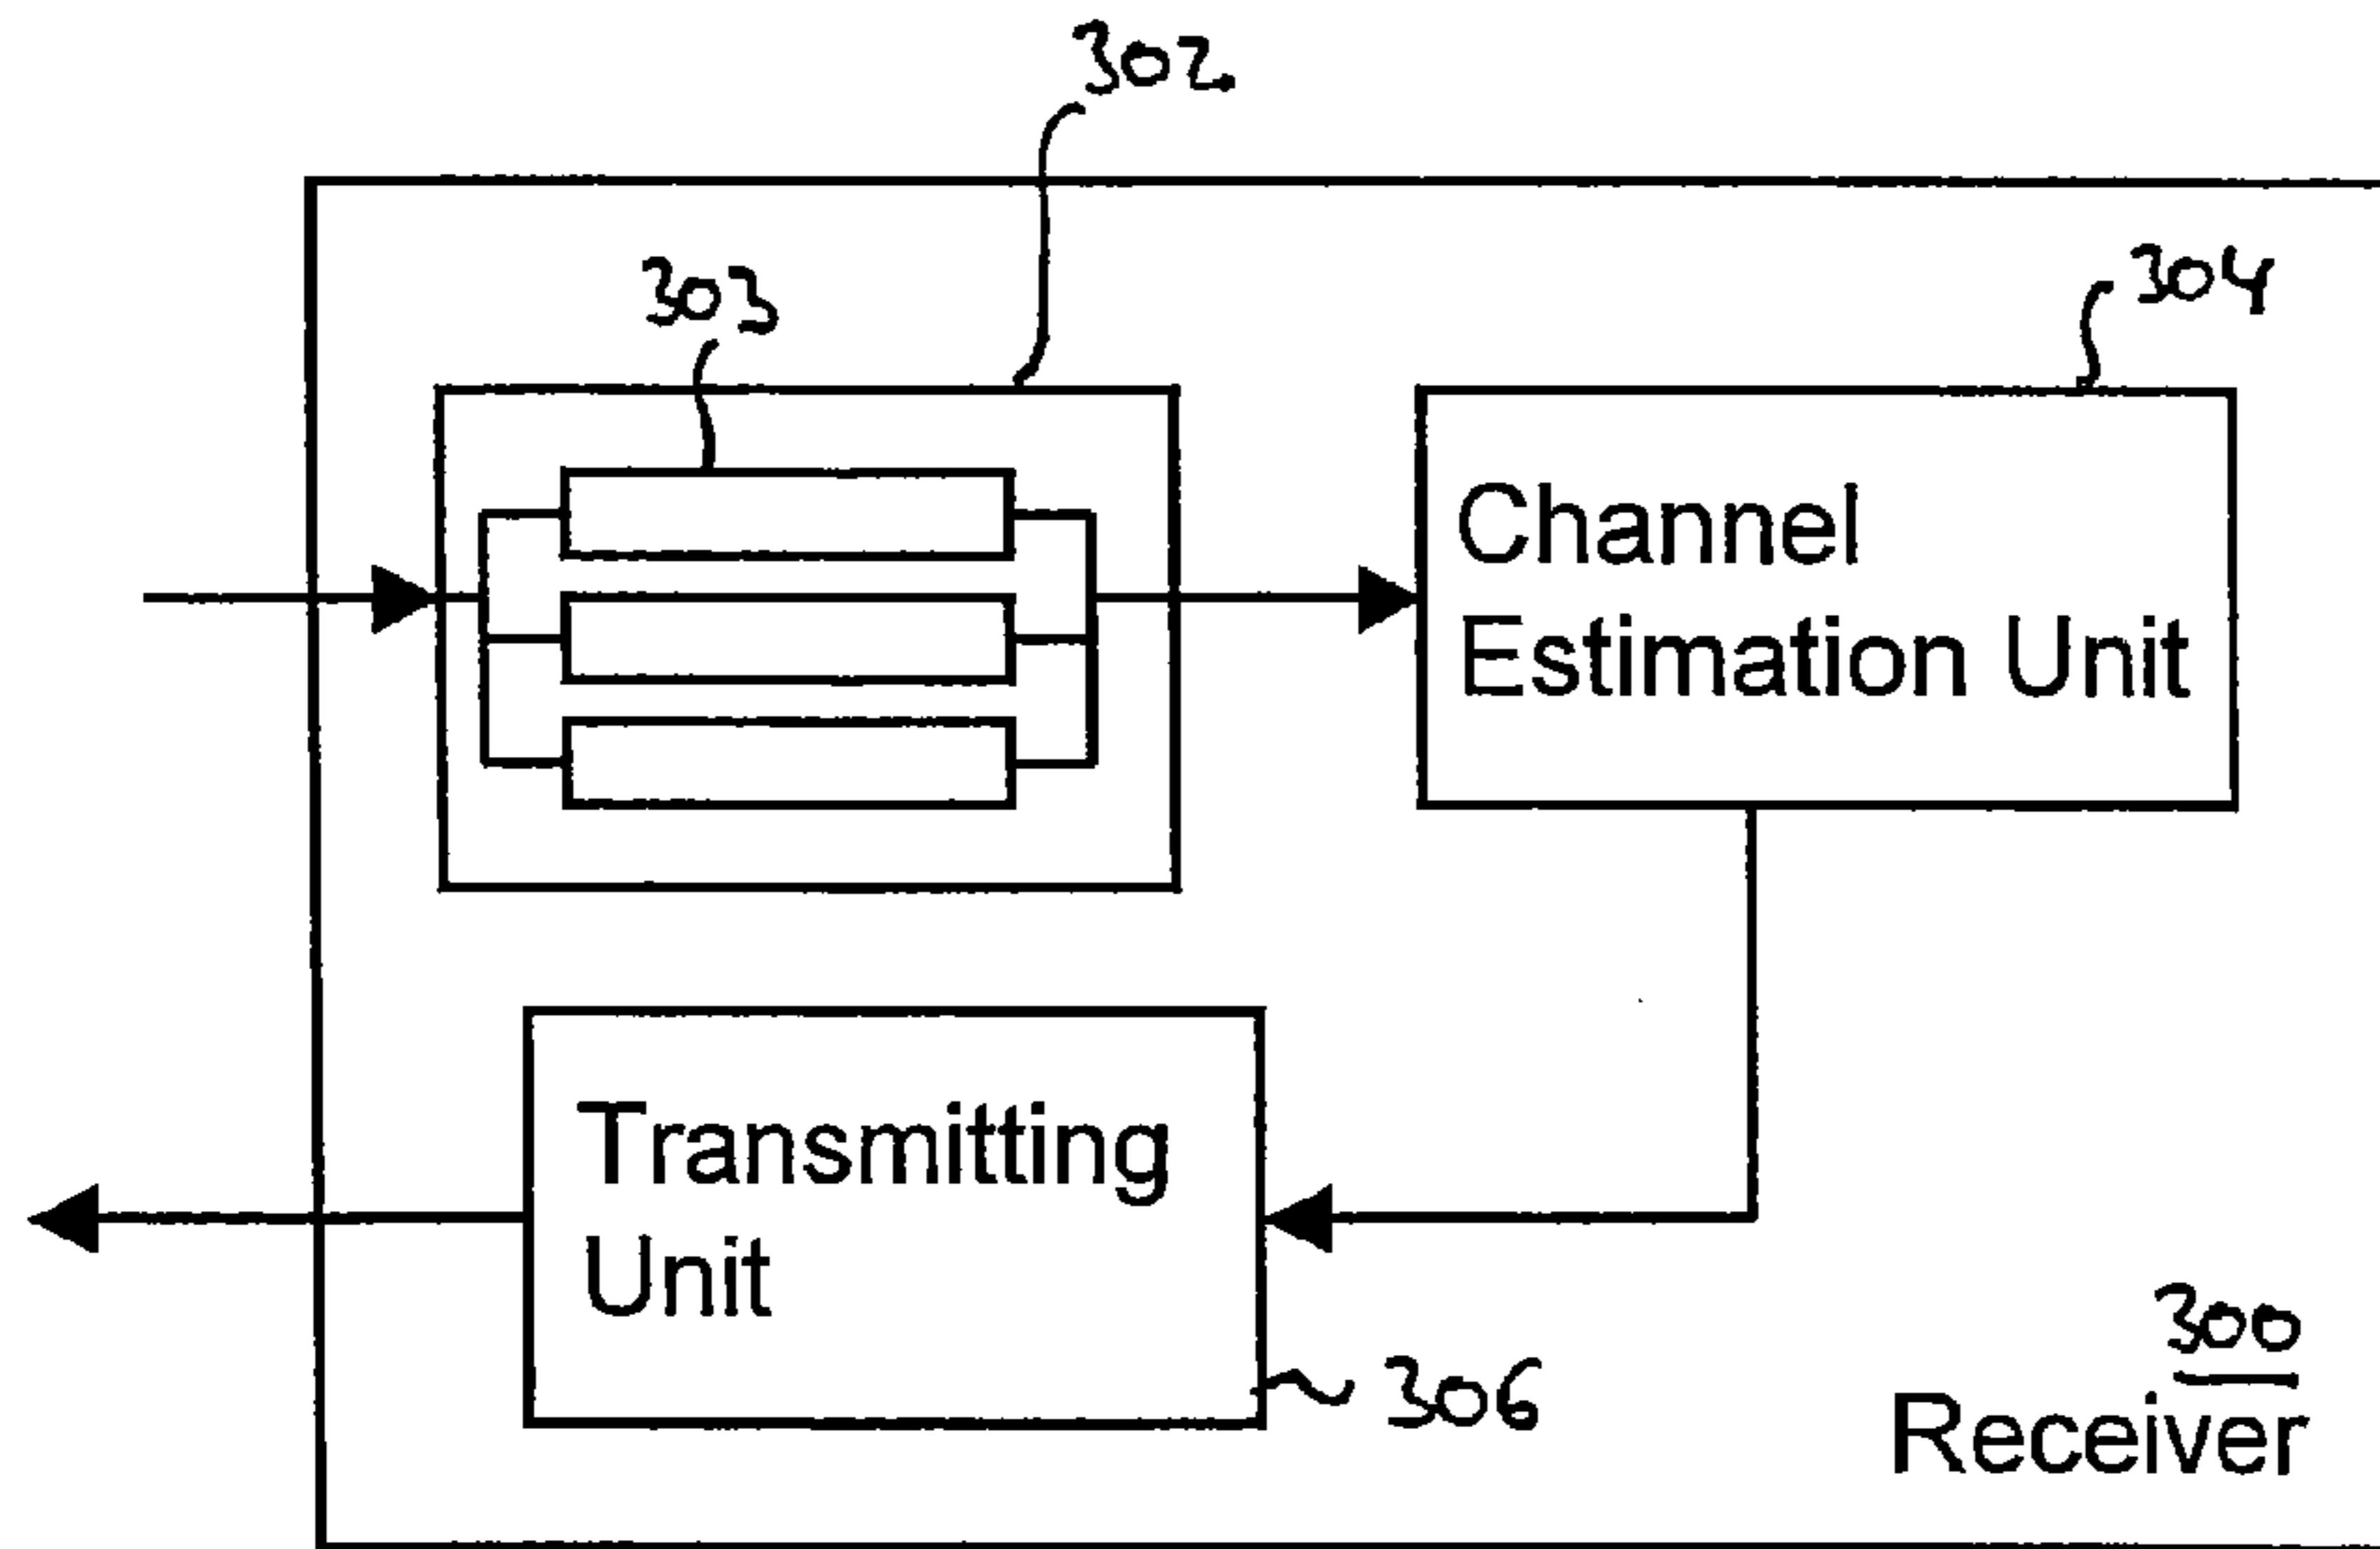 302
303
304
Channel
Estimation Unit
Transmitting
Unit
306
300
Receiver